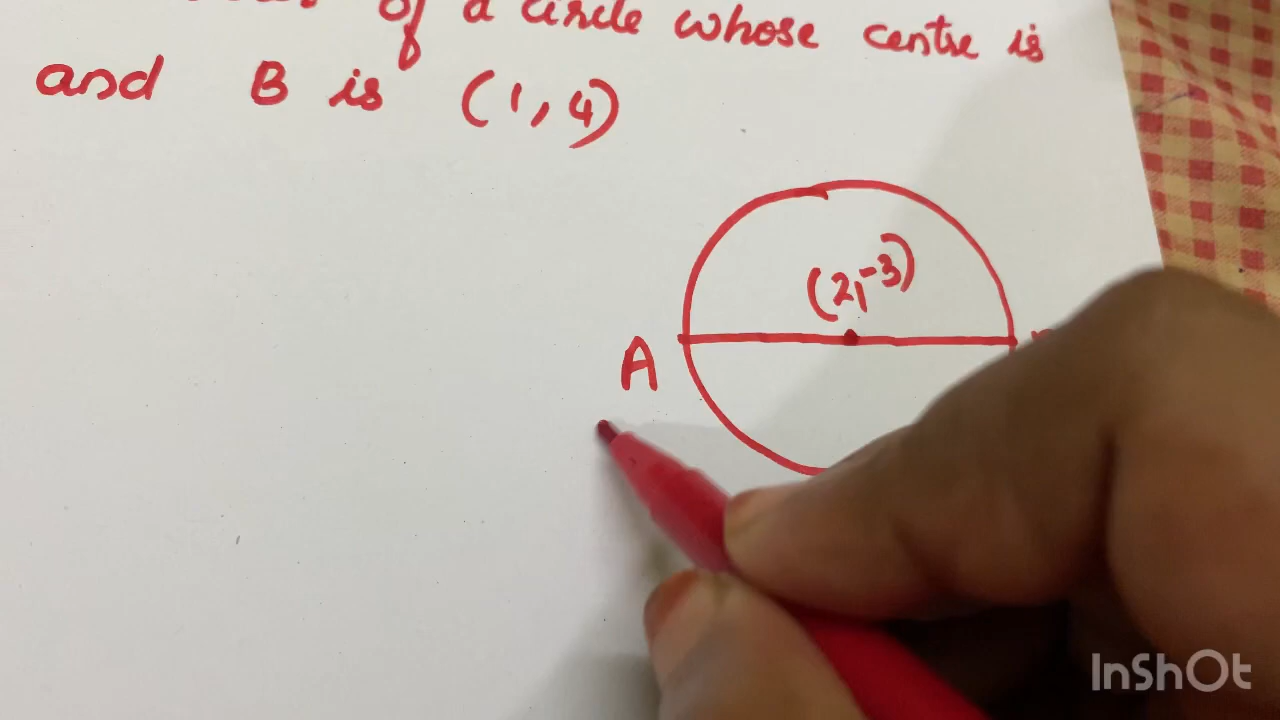 of a circle whose centre is
and B is (1, 4)
(2, -3)
A
InShOt